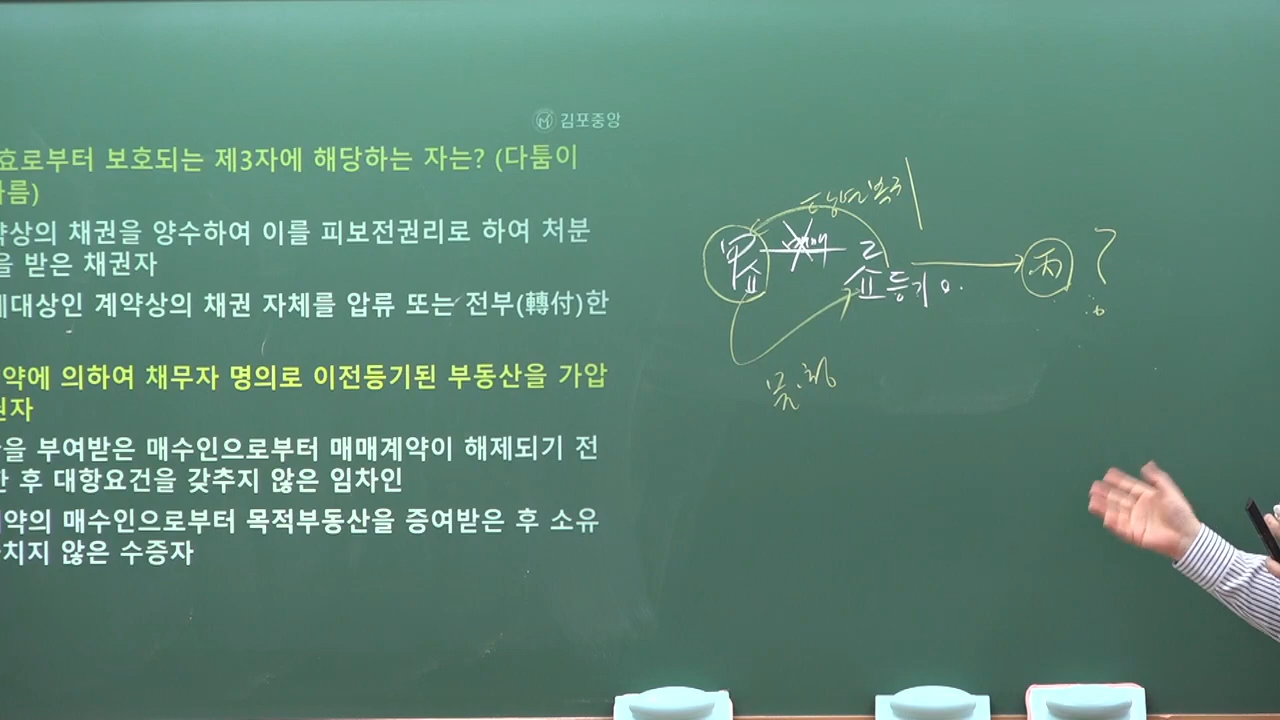 김포중앙
효로부터 보호되는 제3자에 해당하는 자는? (다툼이
름)
상의 채권을 양수하여 이를 피보전권리로 하여 처분
을 받은 채권자
대상인 계약상의 채권 자체를 압류 또는 전부(轉付)한
약에 의하여 채무자 명의로 이전등기된 부동산을 가압
권자
을 부여받은 매수인으로부터 매매계약이 해제되기 전
한 후 대항요건을 갖추지 않은 임차인
약의 매수인으로부터 목적부동산을 증여받은 후 소유
치지 않은 수증자
甲 매매 乙
소 소등기 o.
丙 ?